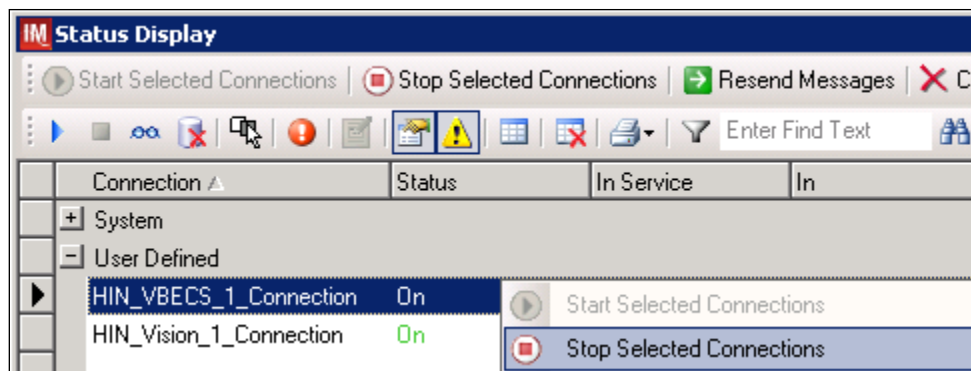 IM Status Display
Start Selected Connections Stop Selected Connections Resend Messages C
Enter Find Text
Connection Status In Service In
System
User Defined
HIN_VBECS_1_Connection On Start Selected Connections
HIN_Vision_1_Connection On Stop Selected Connections